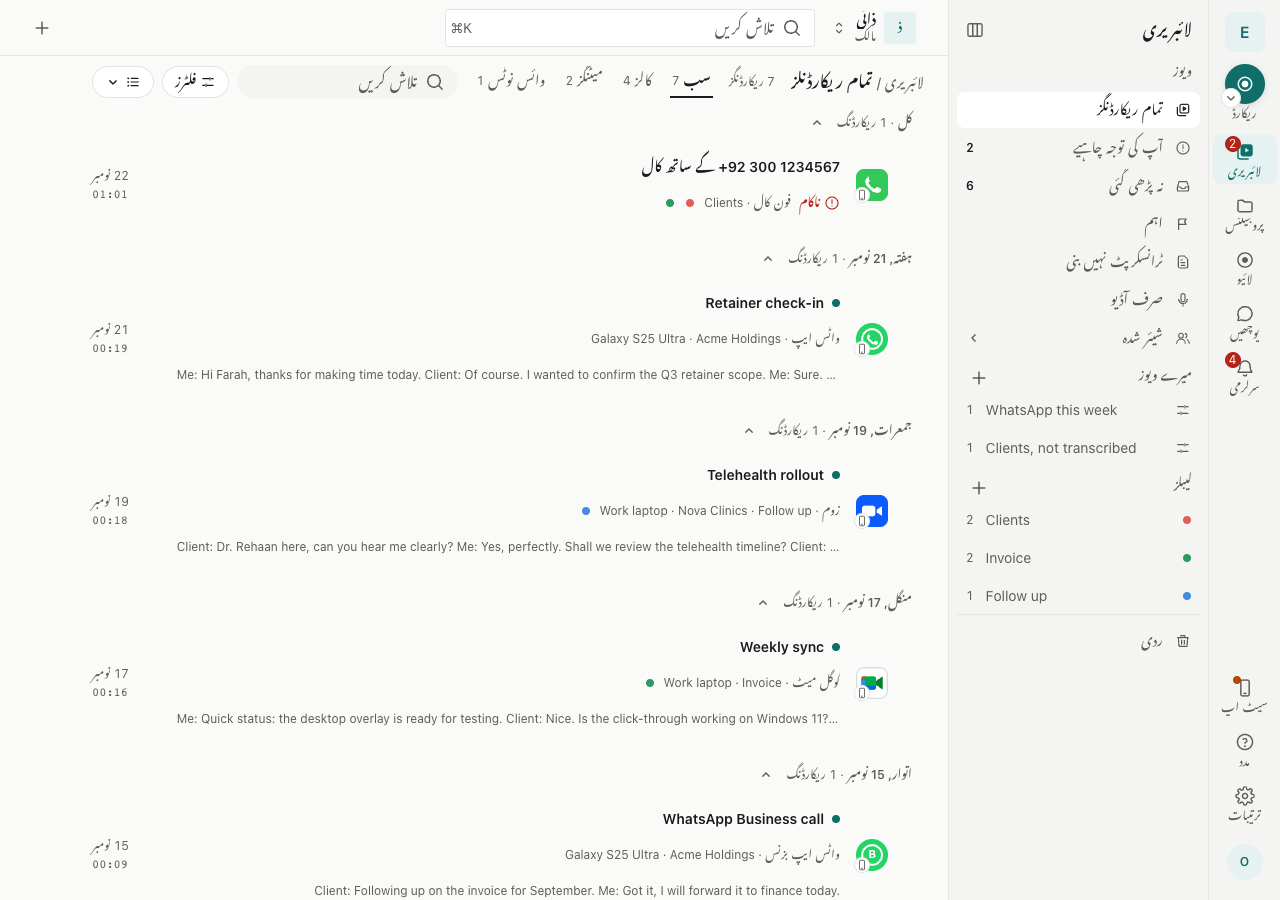 E
ریکارڈ
2
لائبریری
پروجیکٹس
لائیو
پوچھیں
4
سرگرمی
سیٹ اپ
مدد
ترتیبات
O
لائبریری
ویوز
تمام ریکارڈنگز
آپ کی توجہ چاہیے 2
نہ پڑھی گئی 6
اہم
ٹرانسکرپٹ نہیں بنی
صرف آڈیو
شیئر شدہ
میرے ویوز
WhatsApp this week 1
Clients, not transcribed 1
لیبلز
Clients 2
Invoice 2
Follow up 1
ردی
ذ
ذاتی
مالک
تلاش کریں ⌘K
لائبریری / تمام ریکارڈنگز 7 ریکارڈنگز
سب 7 کالز 4 میٹنگز 2 وائس نوٹس 1
تلاش کریں
فلٹرز
کل · 1 ریکارڈنگ
+92 300 1234567 کے ساتھ کال
ناکام فون کال · Clients
22 نومبر
01:01
ہفتہ, 21 نومبر · 1 ریکارڈنگ
Retainer check-in
واٹس ایپ · Galaxy S25 Ultra · Acme Holdings
Me: Hi Farah, thanks for making time today. Client: Of course. I wanted to confirm the Q3 retainer scope. Me: Sure. ...
21 نومبر
00:19
جمعرات, 19 نومبر · 1 ریکارڈنگ
Telehealth rollout
زوم · Work laptop · Nova Clinics · Follow up
Client: Dr. Rehaan here, can you hear me clearly? Me: Yes, perfectly. Shall we review the telehealth timeline? Client: ...
19 نومبر
00:18
منگل, 17 نومبر · 1 ریکارڈنگ
Weekly sync
گوگل میٹ · Work laptop · Invoice
Me: Quick status: the desktop overlay is ready for testing. Client: Nice. Is the click-through working on Windows 11?...
17 نومبر
00:16
اتوار, 15 نومبر · 1 ریکارڈنگ
WhatsApp Business call
واٹس ایپ بزنس · Galaxy S25 Ultra · Acme Holdings
Client: Following up on the invoice for September. Me: Got it, I will forward it to finance today.
15 نومبر
00:09